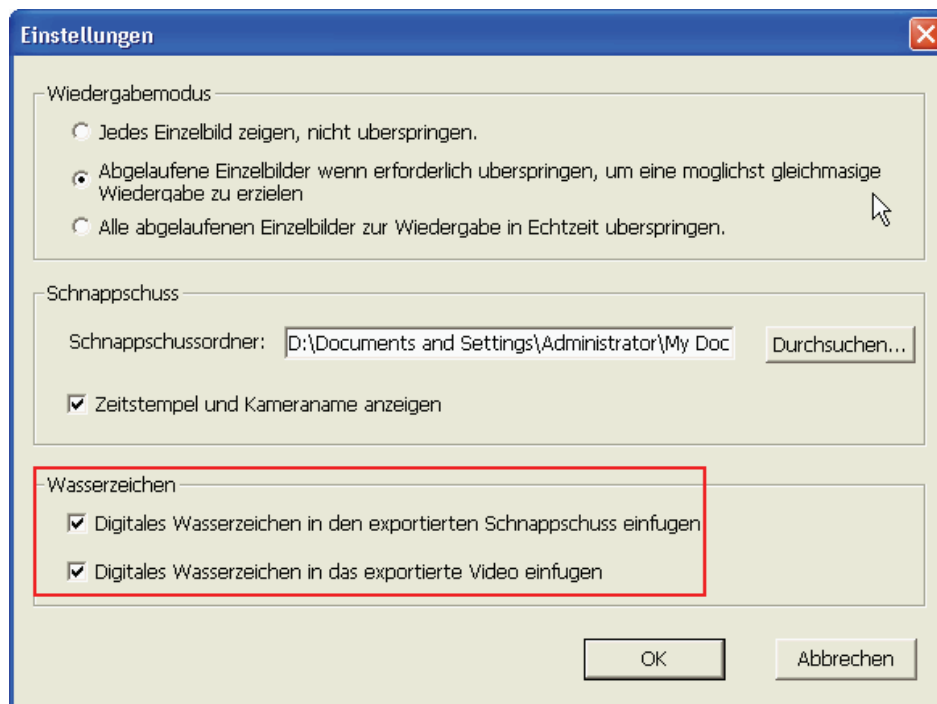 Einstellungen
Wiedergabemodus
Jedes Einzelbild zeigen, nicht uberspringen.
Abgelaufene Einzelbilder wenn erforderlich uberspringen, um eine moglichst gleichmasige
Wiedergabe zu erzielen
Alle abgelaufenen Einzelbilder zur Wiedergabe in Echtzeit uberspringen.
Schnappschuss
Schnappschussordner: D:\Documents and Settings\Administrator\My Doc Durchsuchen...
Zeitstempel und Kameraname anzeigen
Wasserzeichen
Digitales Wasserzeichen in den exportierten Schnappschuss einfugen
Digitales Wasserzeichen in das exportierte Video einfugen
OK Abbrechen